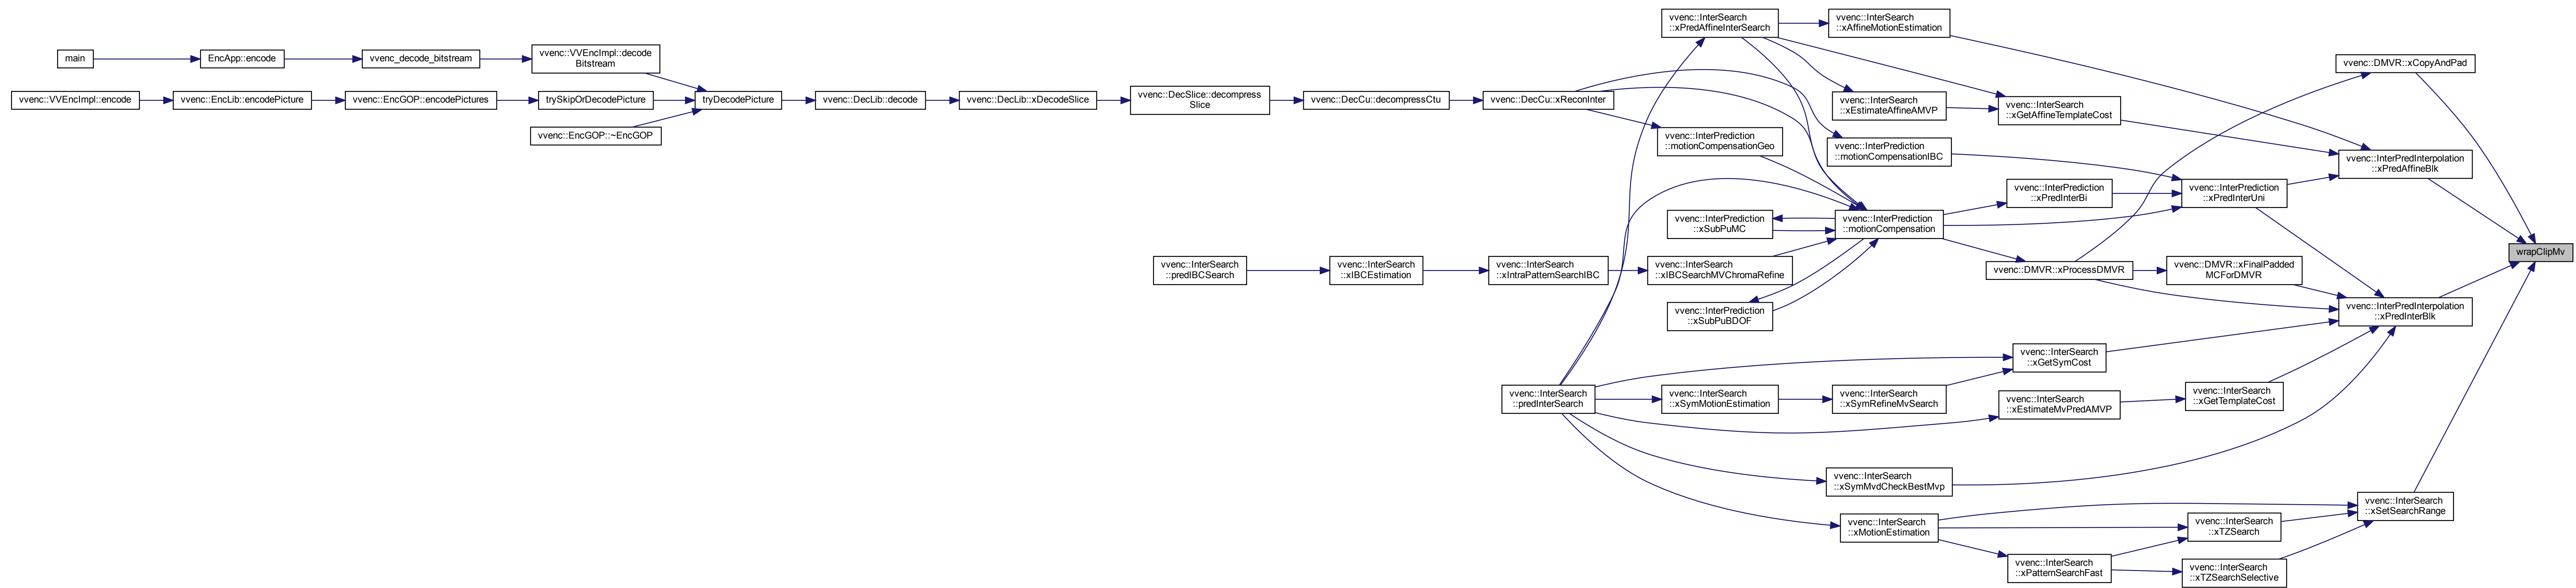 main
EncApp::encode
vvenc_decode_bitstream
vvenc::VVEncImpl::decode
Bitstream
vvenc::VVEncImpl::encode
vvenc::EncLib::encodePicture
vvenc::EncGOP::encodePictures
trySkipOrDecodePicture
vvenc::EncGOP::~EncGOP
tryDecodePicture
vvenc::DecLib::decode
vvenc::DecLib::xDecodeSlice
vvenc::DecSlice::decompress
Slice
vvenc::DecCu::decompressCtu
vvenc::DecCu::xReconInter
vvenc::InterSearch
::predIBCSearch
vvenc::InterSearch
::xIBCEstimation
vvenc::InterSearch
::xIntraPatternSearchIBC
vvenc::InterSearch
::predInterSearch
vvenc::InterSearch
::xPredAffineInterSearch
vvenc::InterPrediction
::motionCompensationGeo
vvenc::InterPrediction
::xSubPuMC
vvenc::InterSearch
::xIBCSearchMVChromaRefine
vvenc::InterPrediction
::xSubPuBDOF
vvenc::InterSearch
::xSymMotionEstimation
vvenc::InterSearch
::xAffineMotionEstimation
vvenc::InterSearch
::xEstimateAffineAMVP
vvenc::InterPrediction
::motionCompensationIBC
vvenc::InterPrediction
::motionCompensation
vvenc::InterSearch
::xSymRefineMvSearch
vvenc::InterSearch
::xSymMvdCheckBestMvp
vvenc::InterSearch
::xMotionEstimation
vvenc::InterSearch
::xGetAffineTemplateCost
vvenc::InterPrediction
::xPredInterBi
vvenc::DMVR::xProcessDMVR
vvenc::InterSearch
::xGetSymCost
vvenc::InterSearch
::xEstimateMvPredAMVP
vvenc::InterSearch
::xPatternSearchFast
vvenc::InterPrediction
::xPredInterUni
vvenc::DMVR::xFinalPadded
MCForDMVR
vvenc::InterSearch
::xGetTemplateCost
vvenc::InterSearch
::xTZSearch
vvenc::InterSearch
::xTZSearchSelective
vvenc::DMVR::xCopyAndPad
vvenc::InterPredInterpolation
::xPredAffineBlk
vvenc::InterPredInterpolation
::xPredInterBlk
vvenc::InterSearch
::xSetSearchRange
wrapClipMv